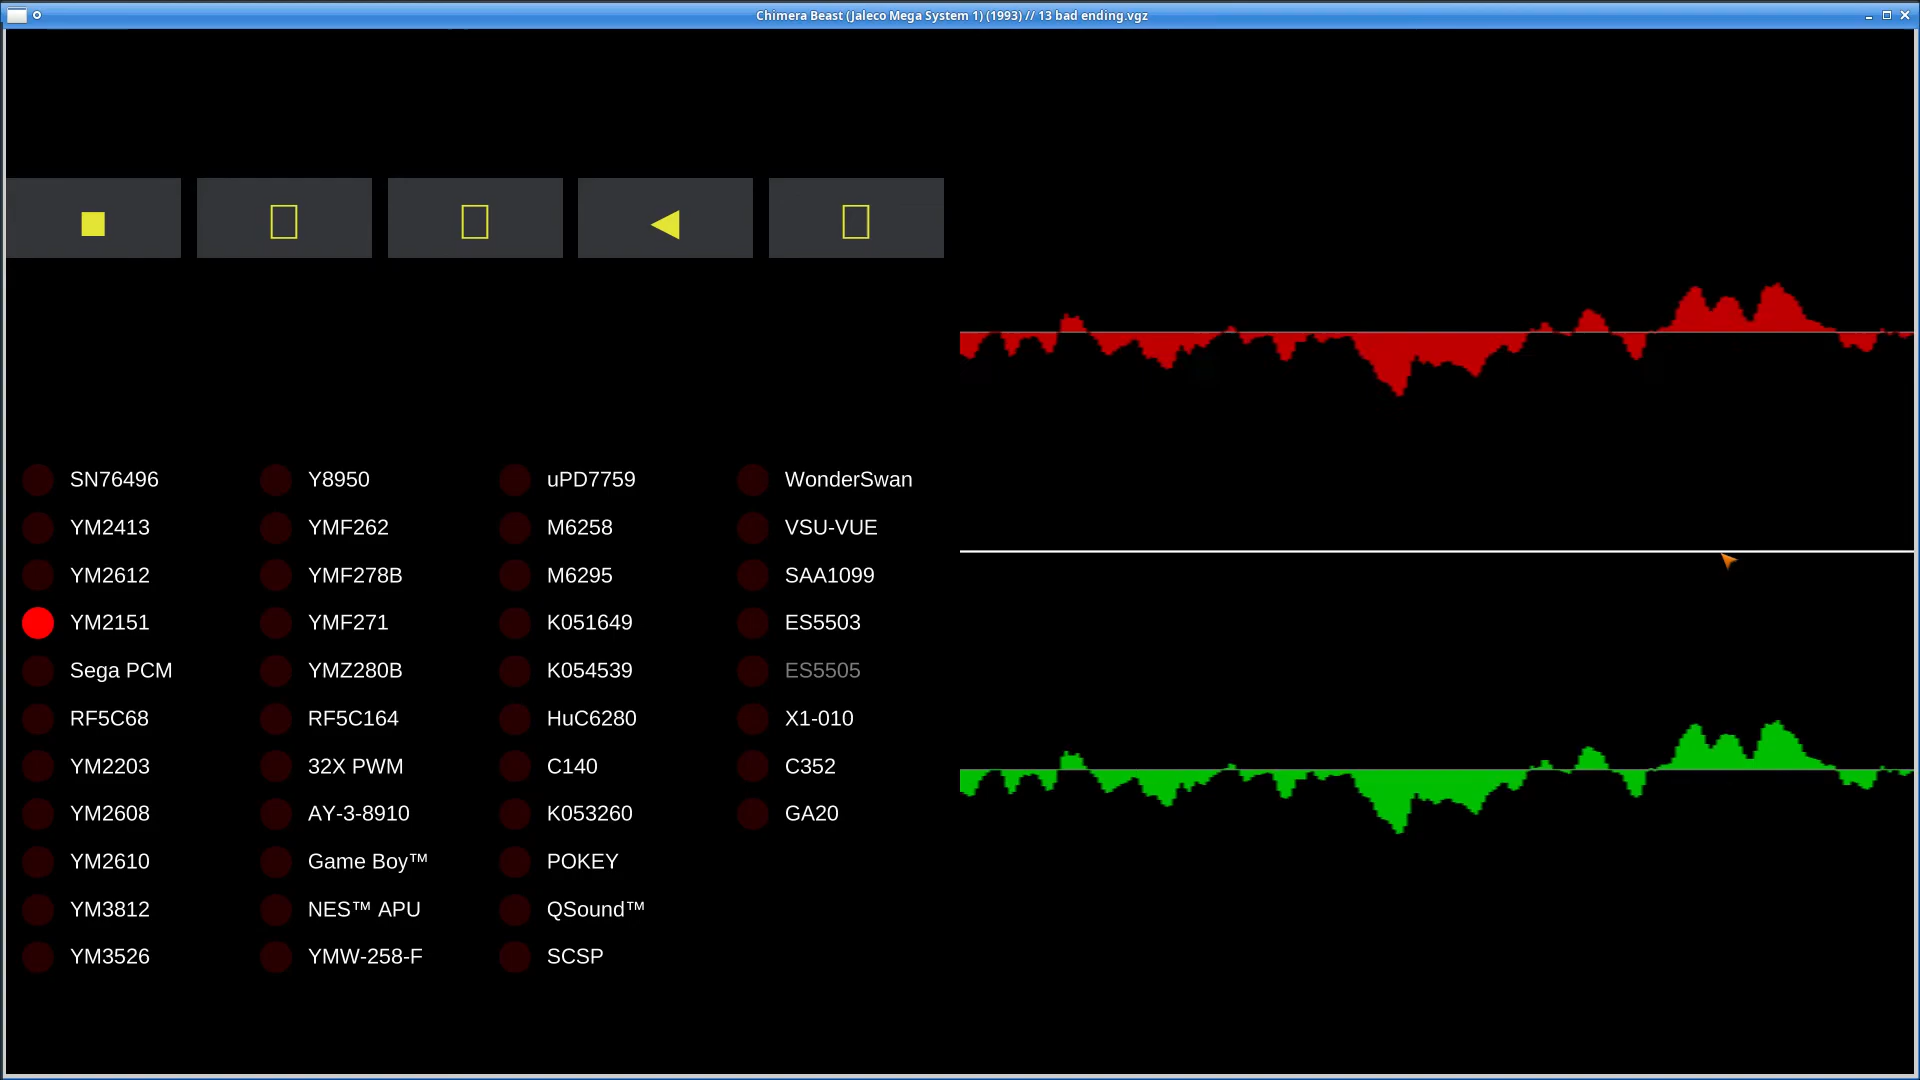 Chimera Beast (Jaleco Mega System 1) (1993) // 13 bad ending.vgz
SN76496
YM2413
YM2612
YM2151
Sega PCM
RF5C68
YM2203
YM2608
YM2610
YM3812
YM3526
Y8950
YMF262
YMF278B
YMF271
YMZ280B
RF5C164
32X PWM
AY-3-8910
Game Boy™
NES™ APU
YMW-258-F
uPD7759
M6258
M6295
K051649
K054539
HuC6280
C140
K053260
POKEY
QSound™
SCSP
WonderSwan
VSU-VUE
SAA1099
ES5503
ES5505
X1-010
C352
GA20